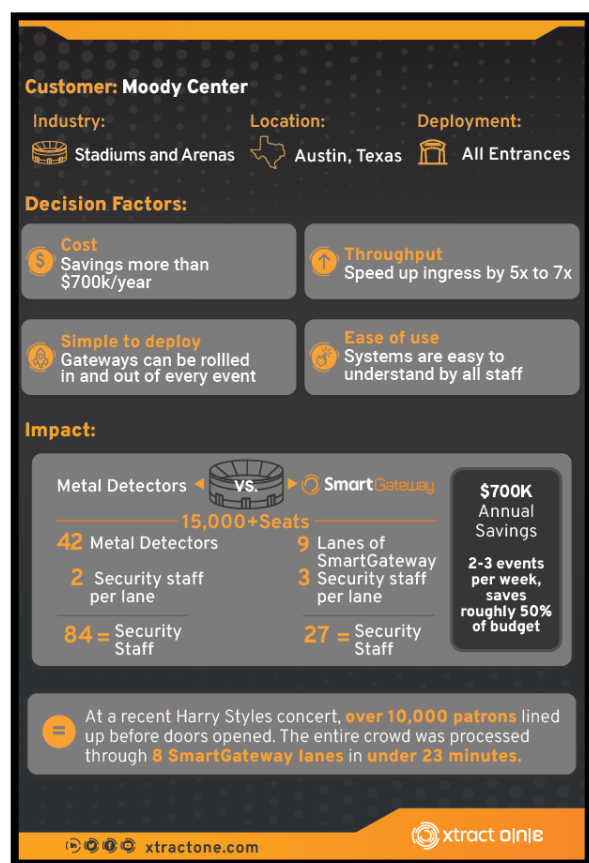 Customer: Moody Center
Industry:
Stadiums and Arenas
Location:
Austin, Texas
Deployment:
All Entrances
Decision Factors:
$
Cost
Savings more than
$700k/year
Throughput
Speed up ingress by 5x to 7x
Simple to deploy
Gateways can be rollled
in and out of every event
Ease of use
Systems are easy to
understand by all staff
Impact:
Metal Detectors
VS.
SmartGateway
15,000+Seats
42 Metal Detectors
2 Security staff
per lane
84 = Security
Staff
9 Lanes of
SmartGateway
3 Security staff
per lane
27 = Security
Staff
$700K
Annual
Savings
2-3 events
per week,
saves
roughly 50%
of budget
=
At a recent Harry Styles concert, over 10,000 patrons lined
up before doors opened. The entire crowd was processed
through 8 SmartGateway lanes in under 23 minutes.
in
xtractone.com
xtract one